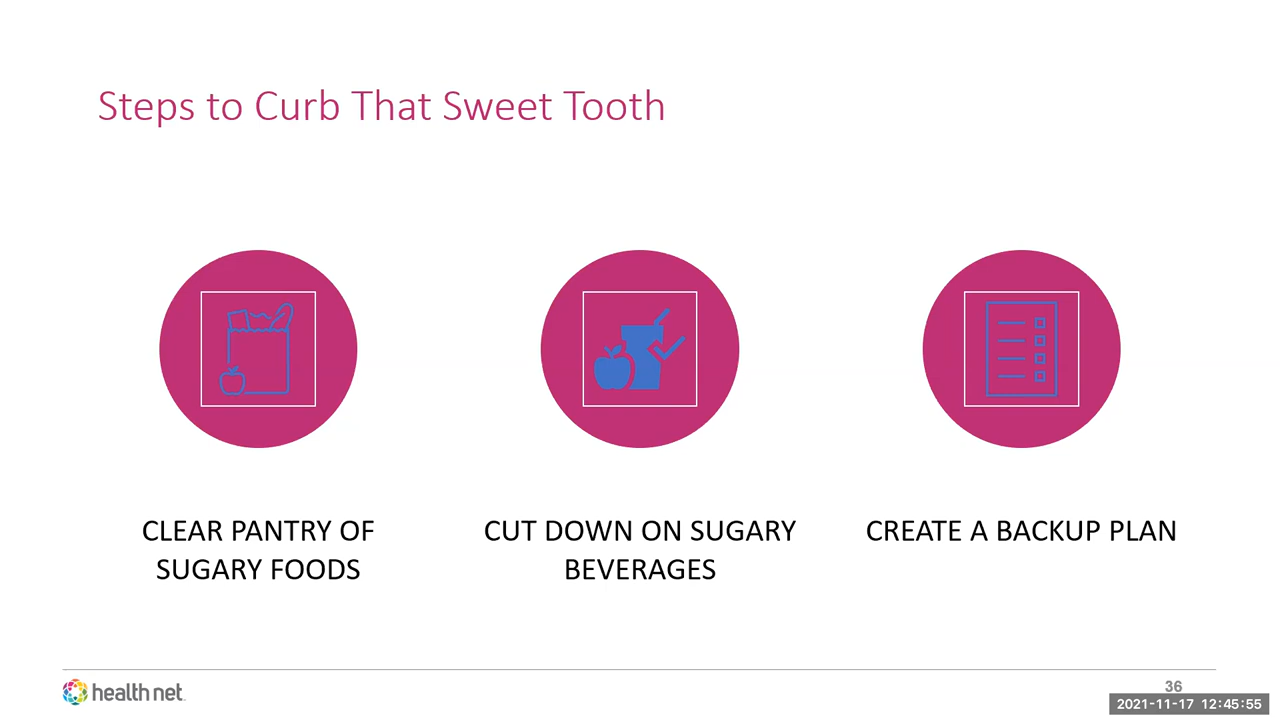 Steps to Curb That Sweet Tooth
CLEAR PANTRY OF
SUGARY FOODS
CUT DOWN ON SUGARY
BEVERAGES
CREATE A BACKUP PLAN
health net
36
2021-11-17 12:45:55